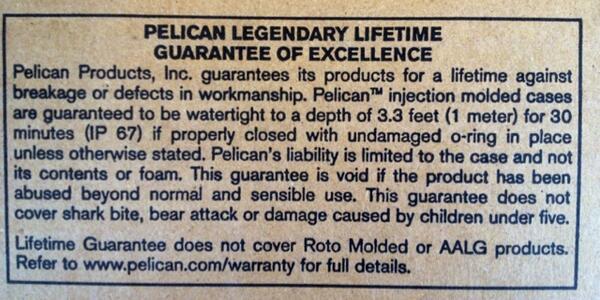 PELICAN LEGENDARY LIFETIME
GUARANTEE OF EXCELLENCE
Pelican Products, Inc. guarantees its products for a lifetime against
breakage or defects in workmanship. Pelican™ injection molded cases
are guaranteed to be watertight to a depth of 3.3 feet (1 meter) for 30
minutes (IP 67) if properly closed with undamaged o-ring in place
unless otherwise stated. Pelican's liability is limited to the case and not
its contents or foam. This guarantee is void if the product has been
abused beyond normal and sensible use. This guarantee does not
cover shark bite, bear attack or damage caused by children under five.
Lifetime Guarantee does not cover Roto Molded or AALG products.
Refer to www.pelican.com/warranty for full details.